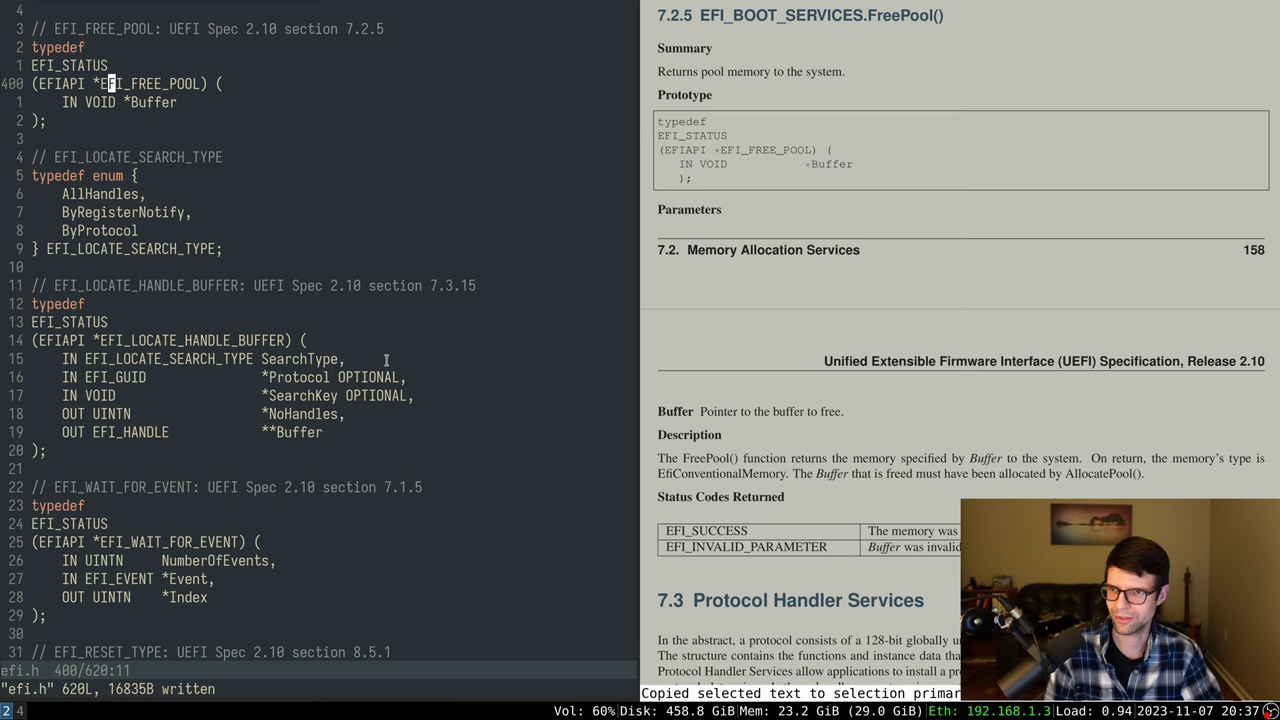 4
3 // EFI_FREE_POOL: UEFI Spec 2.10 section 7.2.5
2 typedef
1 EFI_STATUS
400 (EFIAPI *EFI_FREE_POOL) (
1     IN VOID *Buffer
2 );
3
4 // EFI_LOCATE_SEARCH_TYPE
5 typedef enum {
6     AllHandles,
7     ByRegisterNotify,
8     ByProtocol
9 } EFI_LOCATE_SEARCH_TYPE;
10
11 // EFI_LOCATE_HANDLE_BUFFER: UEFI Spec 2.10 section 7.3.15
12 typedef
13 EFI_STATUS
14 (EFIAPI *EFI_LOCATE_HANDLE_BUFFER) (
15     IN EFI_LOCATE_SEARCH_TYPE SearchType,
16     IN EFI_GUID               *Protocol OPTIONAL,
17     IN VOID                   *SearchKey OPTIONAL,
18     OUT UINTN                 *NoHandles,
19     OUT EFI_HANDLE            **Buffer
20 );
21
22 // EFI_WAIT_FOR_EVENT: UEFI Spec 2.10 section 7.1.5
23 typedef
24 EFI_STATUS
25 (EFIAPI *EFI_WAIT_FOR_EVENT) (
26     IN UINTN    NumberOfEvents,
27     IN EFI_EVENT *Event,
28     OUT UINTN    *Index
29 );
30
31 // EFI_RESET_TYPE: UEFI Spec 2.10 section 8.5.1
efi.h 400/620:11
"efi.h" 620L, 16835B written
7.2.5 EFI_BOOT_SERVICES.FreePool()
Summary
Returns pool memory to the system.
Prototype
typedef
EFI_STATUS
(EFIAPI *EFI_FREE_POOL) (
IN VOID          *Buffer
);
Parameters
7.2. Memory Allocation Services 158
Unified Extensible Firmware Interface (UEFI) Specification, Release 2.10
Buffer Pointer to the buffer to free.
Description
The FreePool() function returns the memory specified by Buffer to the system. On return, the memory's type is
EfiConventionalMemory. The Buffer that is freed must have been allocated by AllocatePool().
Status Codes Returned
EFI_SUCCESS The memory was
EFI_INVALID_PARAMETER Buffer was invalid
7.3 Protocol Handler Services
In the abstract, a protocol consists of a 128-bit globally
The structure contains the functions and instance data
Protocol Handler Services allow applications to install a
Copied selected text to selection
2 4 Vol: 60% Disk: 458.8 GiB Mem: 23.2 GiB (29.0 GiB) Eth: 192.168.1.3 Load: 0.94 2023-11-07 20:37